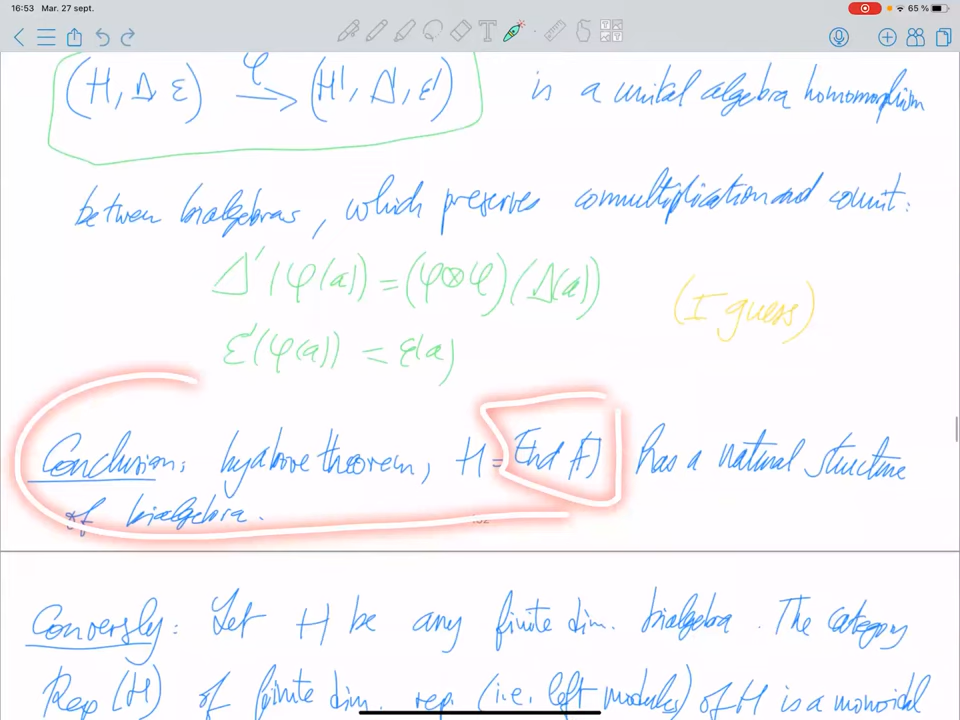 16:53 Mar. 27 sept. 65 %
(H, Δ, ε) φ→ (H', Δ', ε') is a unital algebra homomorphism
between bialgebras, which preserves comultiplication and counit:
Δ'(φ(a)) = (φ⊗φ)(Δ(a))
(I guess)
ε'(φ(a)) = ε(a)
Conclusion: by above theorem, H = End(F) has a natural structure
of bialgebra.
Conversly: Let H be any finite dim. bialgebra. The category
Rep(H) of finite dim. rep. (i.e. left modules) of H is a monoidal